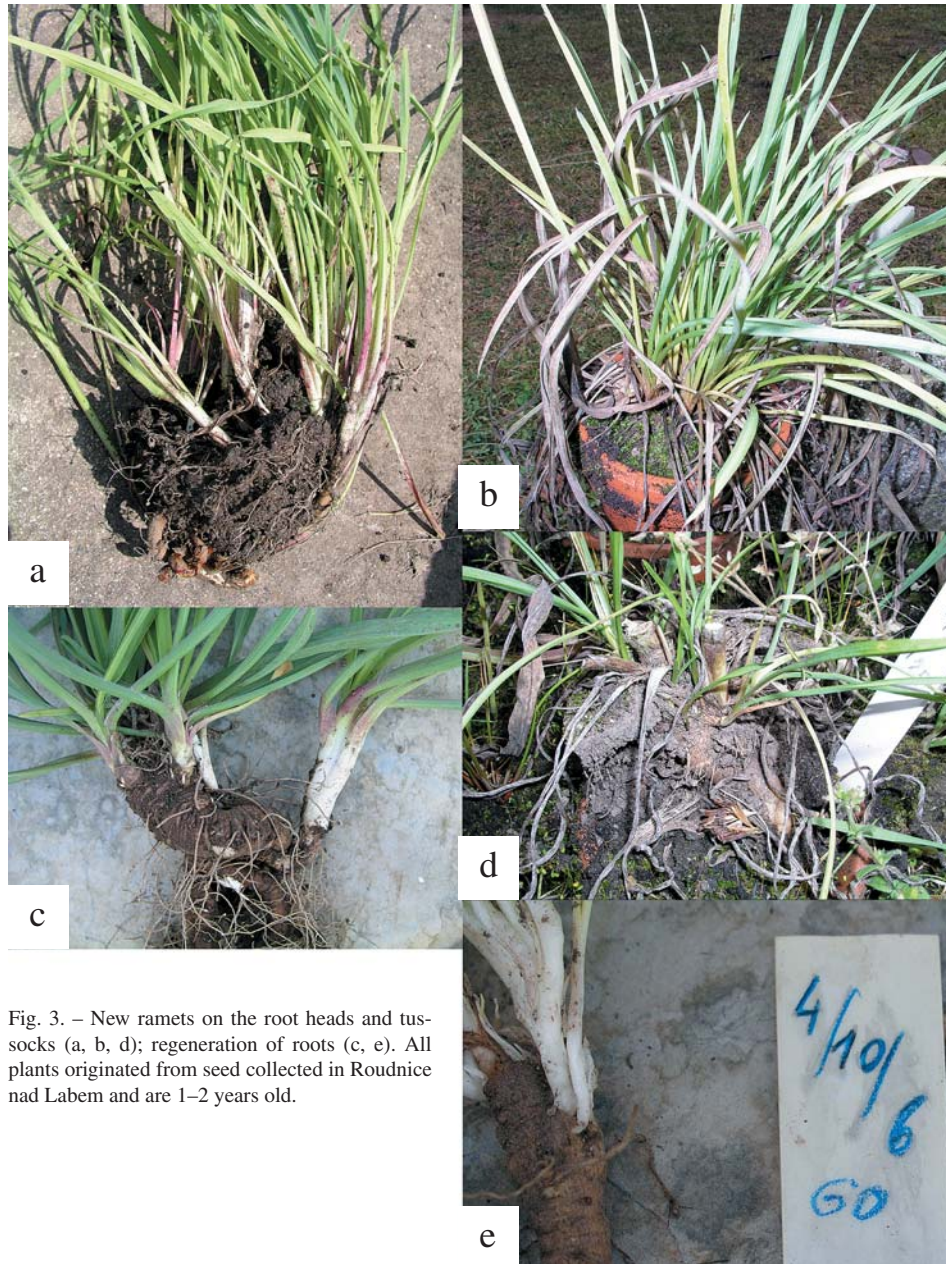 a
b
c
d
Fig. 3. – New ramets on the root heads and tus-
socks (a, b, d); regeneration of roots (c, e). All
plants originated from seed collected in Roudnice
nad Labem and are 1–2 years old.
4/10/
6
GO
e